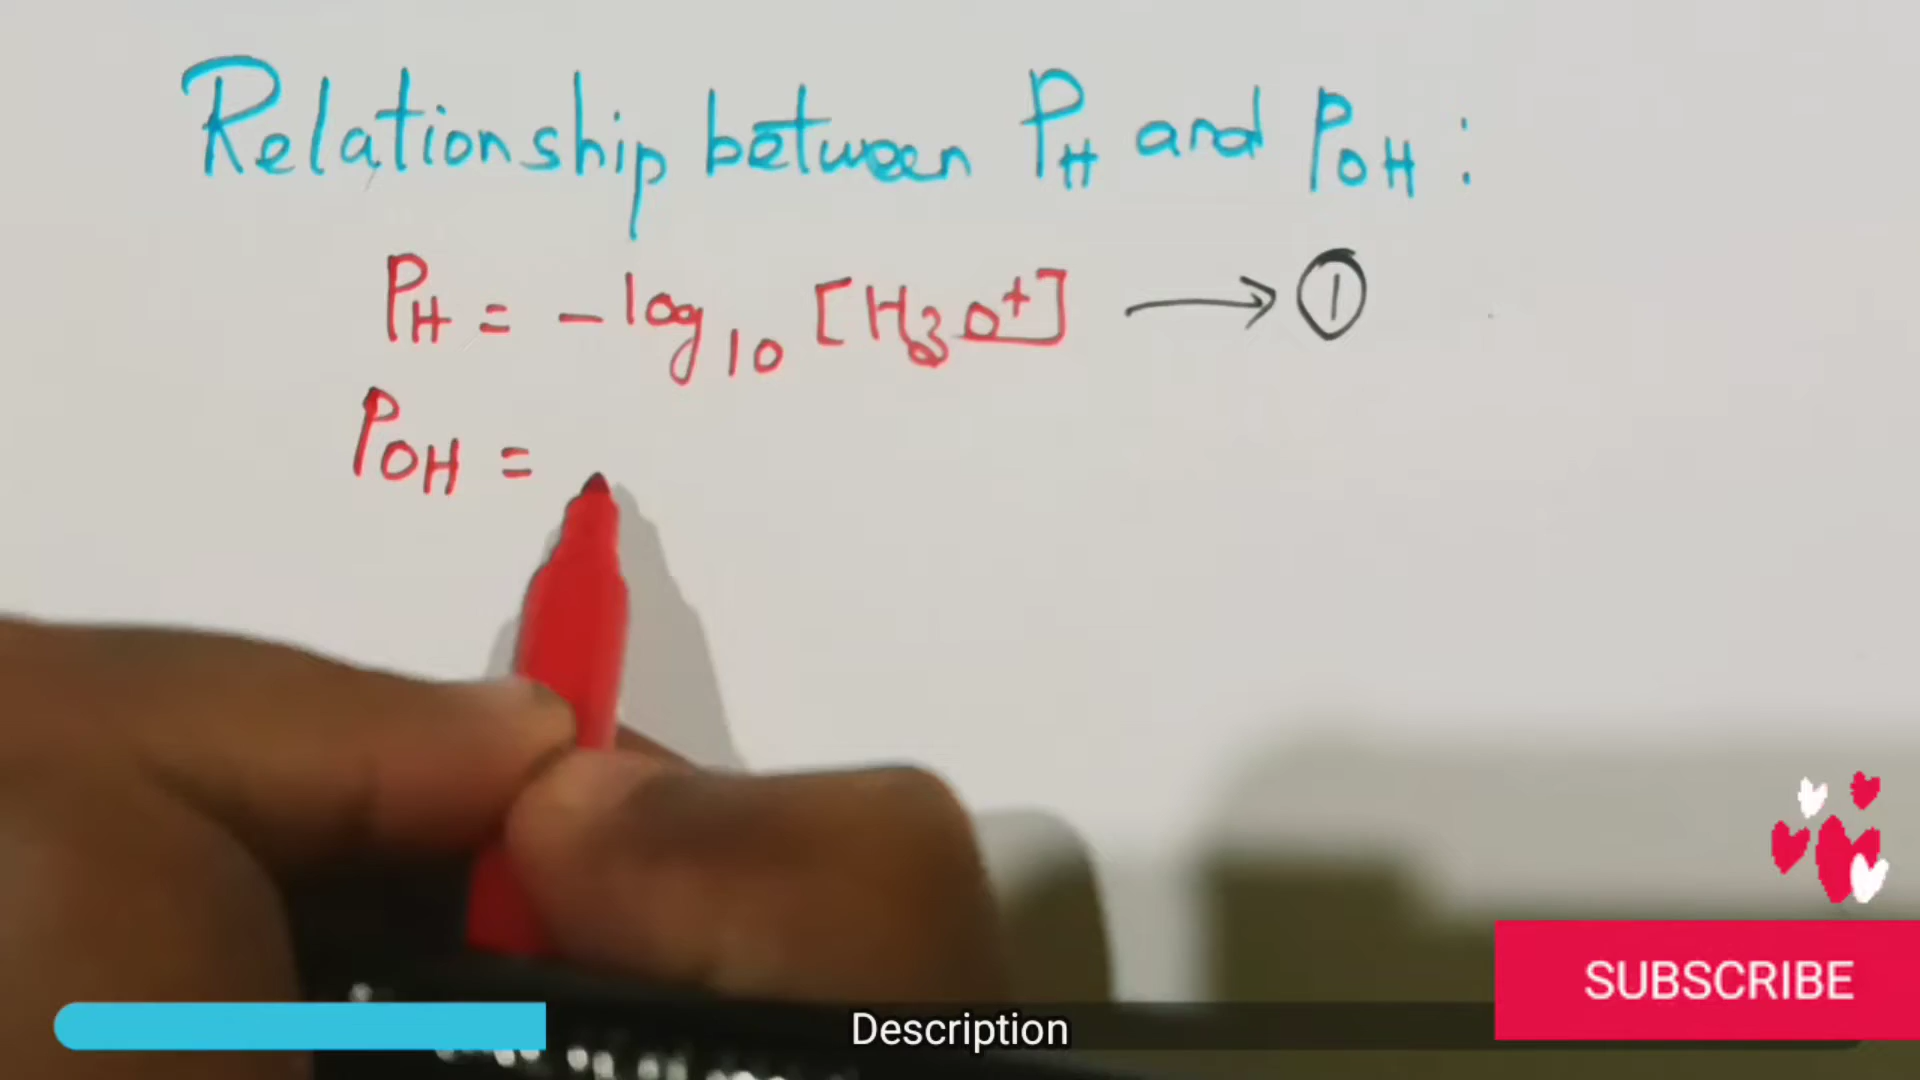 Relationship between PH and POH :
PH = - log10 [H3O+] → ①
POH =
SUBSCRIBE
Description